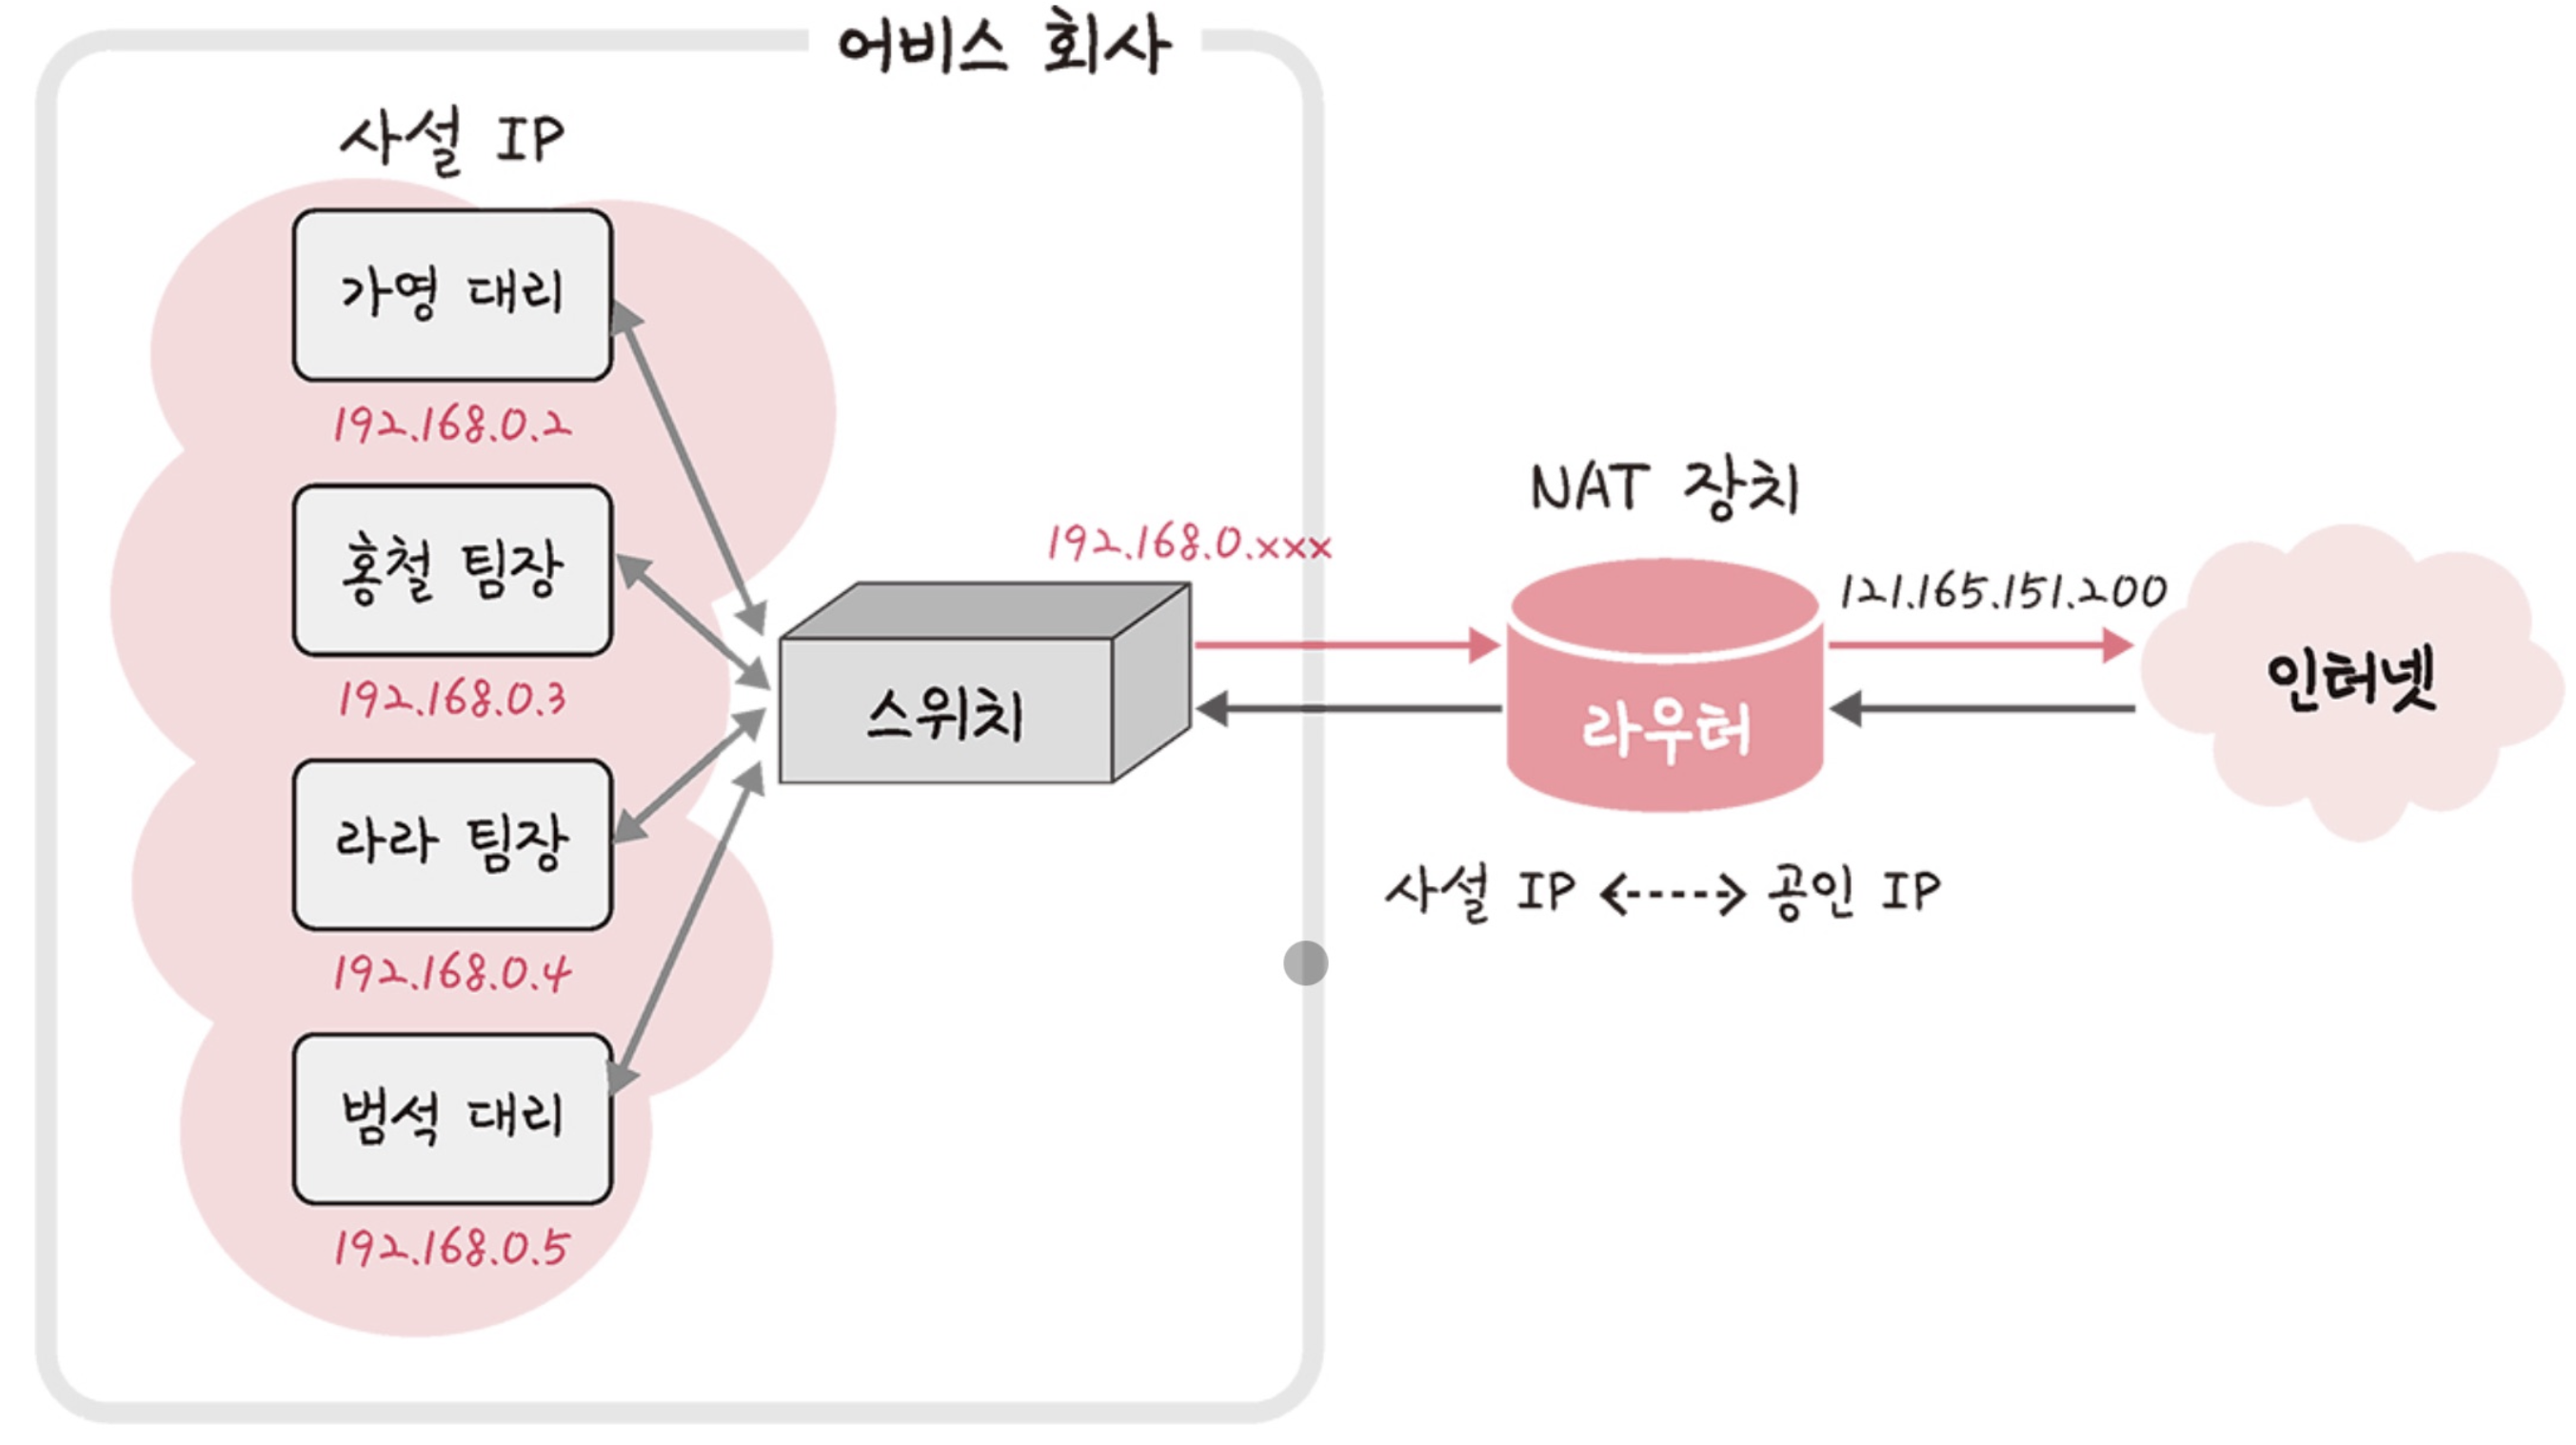 어비스 회사
사설 IP
가영 대리
192.168.0.2
홍철 팀장
192.168.0.3
라라 팀장
192.168.0.4
범석 대리
192.168.0.5
스위치
192.168.0.xxx
NAT 장치
라우터
사설 IP <----> 공인 IP
121.165.151.200
인터넷